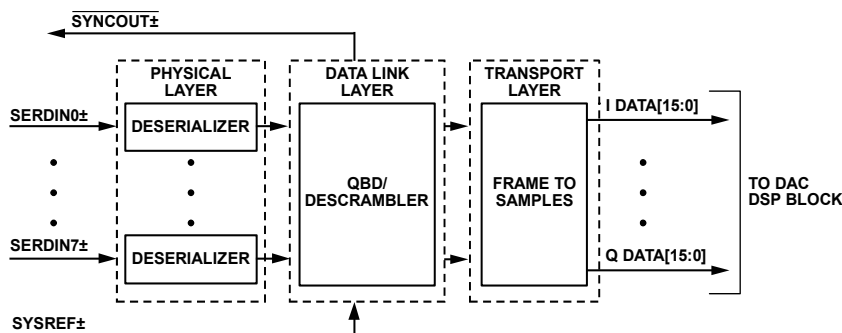 SYNCOUT±
PHYSICAL
LAYER
DATA LINK
LAYER
TRANSPORT
LAYER
SERDIN0±
DESERIALIZER
I DATA[15:0]
QBD/
DESCRAMBLER
FRAME TO
SAMPLES
TO DAC
DSP BLOCK
SERDIN7±
DESERIALIZER
Q DATA[15:0]
SYSREF±